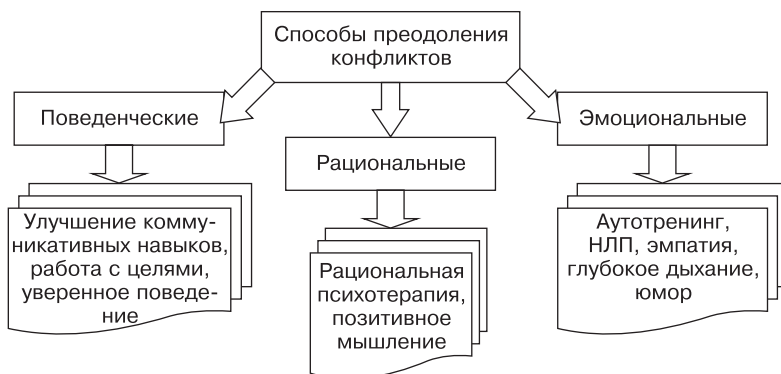 Способы преодоления
конфликтов
Поведенческие
Рациональные
Эмоциональные
Улучшение комму-
никативных навыков,
работа с целями,
уверенное поведе-
ние
Рациональная
психотерапия,
позитивное
мышление
Аутотренинг,
НЛП, эмпатия,
глубокое дыхание,
юмор